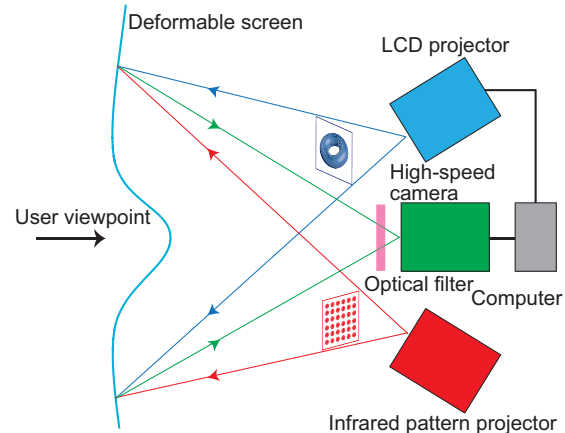 Deformable screen
LCD projector
High-speed
camera
User viewpoint
Optical filter
Computer
Infrared pattern projector